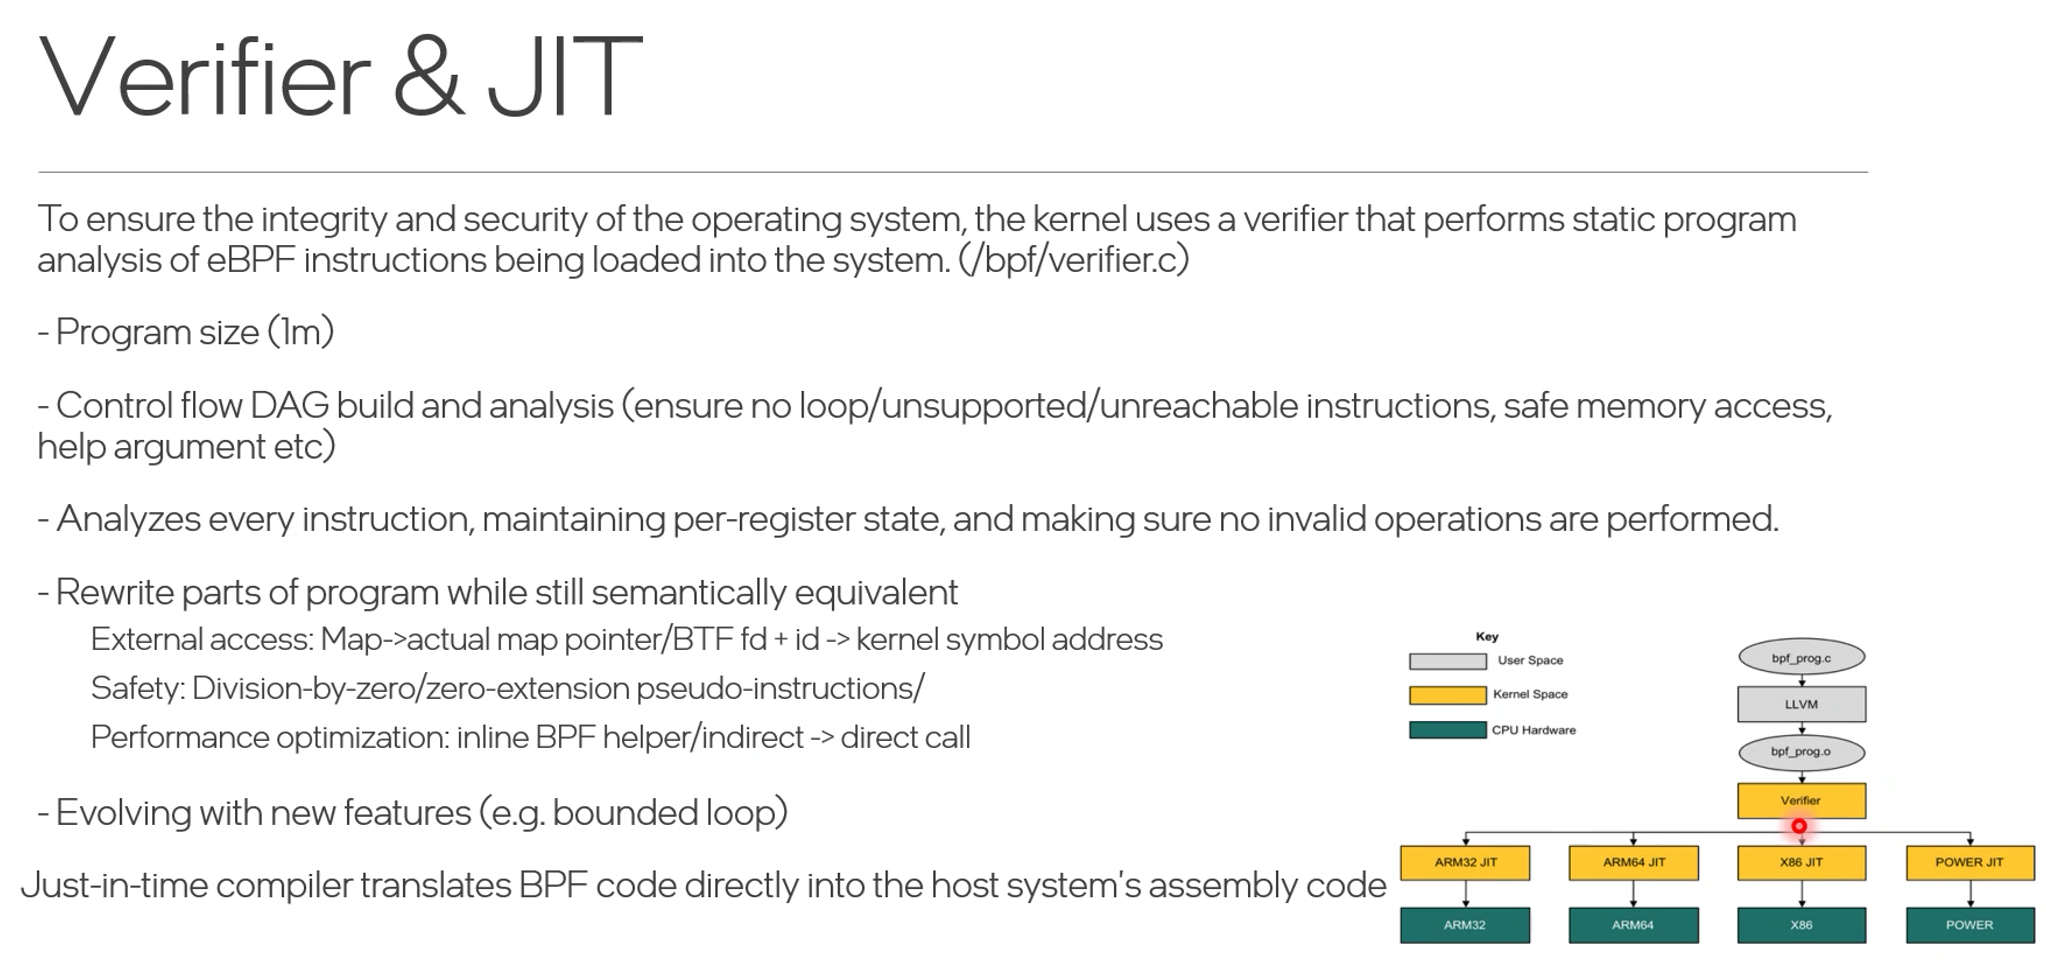 Verifier & JIT
To ensure the integrity and security of the operating system, the kernel uses a verifier that performs static program
analysis of eBPF instructions being loaded into the system. (/bpf/verifier.c)
- Program size (1m)
- Control flow DAG build and analysis (ensure no loop/unsupported/unreachable instructions, safe memory access,
help argument etc)
- Analyzes every instruction, maintaining per-register state, and making sure no invalid operations are performed.
- Rewrite parts of program while still semantically equivalent
External access: Map->actual map pointer/BTF fd + id -> kernel symbol address
Safety: Division-by-zero/zero-extension pseudo-instructions/
Performance optimization: inline BPF helper/indirect -> direct call
- Evolving with new features (e.g. bounded loop)
Just-in-time compiler translates BPF code directly into the host system's assembly code
Key
User Space
Kernel Space
CPU Hardware
bpf_prog.c
LLVM
bpf_prog.o
Verifier
ARM32 JIT
ARM64 JIT
X86 JIT
POWER JIT
ARM32
ARM64
X86
POWER